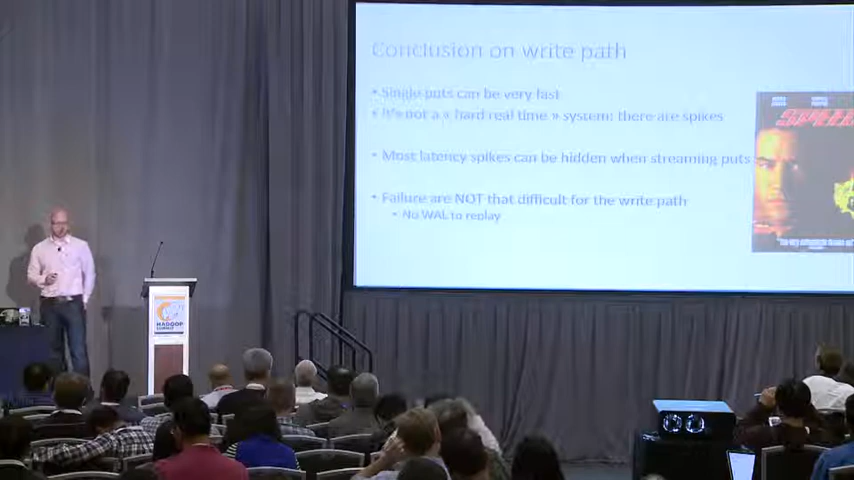 Conclusion on write path
• Single puts can be very fast
• It's not a « hard real time » system: there are spikes
• Most latency spikes can be hidden when streaming puts
• Failure are NOT that difficult for the write path
• No WAL to replay
HADOOP
SUMMIT